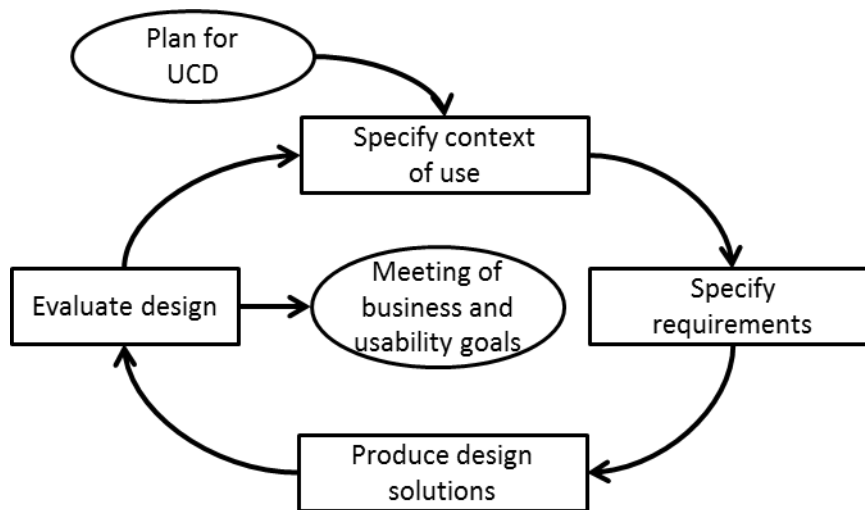 Plan for
UCD
Specify context
of use
Evaluate design
Meeting of
business and
usability goals
Specify
requirements
Produce design
solutions